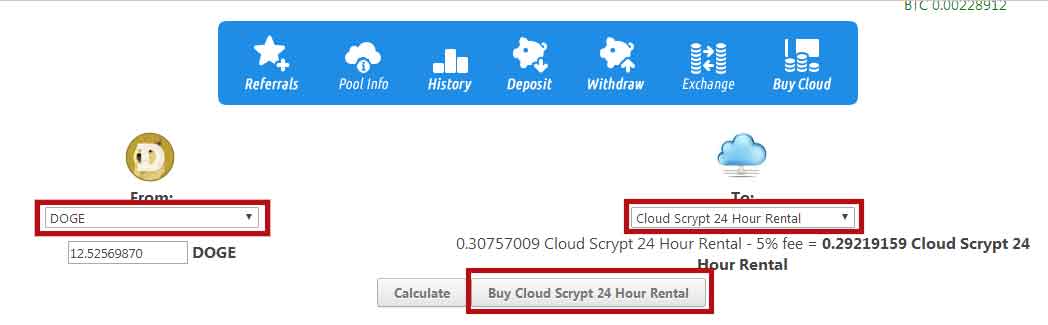 BTC 0.00228912
Referrals Pool Info History Deposit Withdraw Exchange Buy Cloud
From: To:
DOGE Cloud Scrypt 24 Hour Rental
12.52569870 DOGE 0.30757009 Cloud Scrypt 24 Hour Rental - 5% fee = 0.29219159 Cloud Scrypt 24
Hour Rental
Calculate Buy Cloud Scrypt 24 Hour Rental